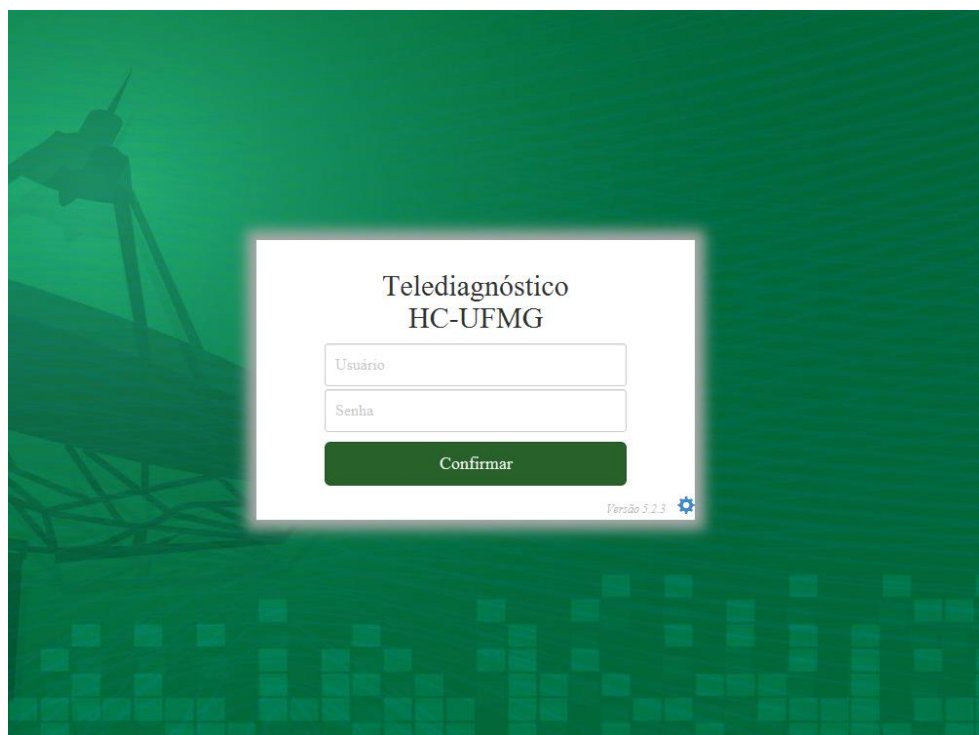 Telediagnóstico
HC-UFMG
Usuário
Senha
Confirmar
Versão 5.2.3